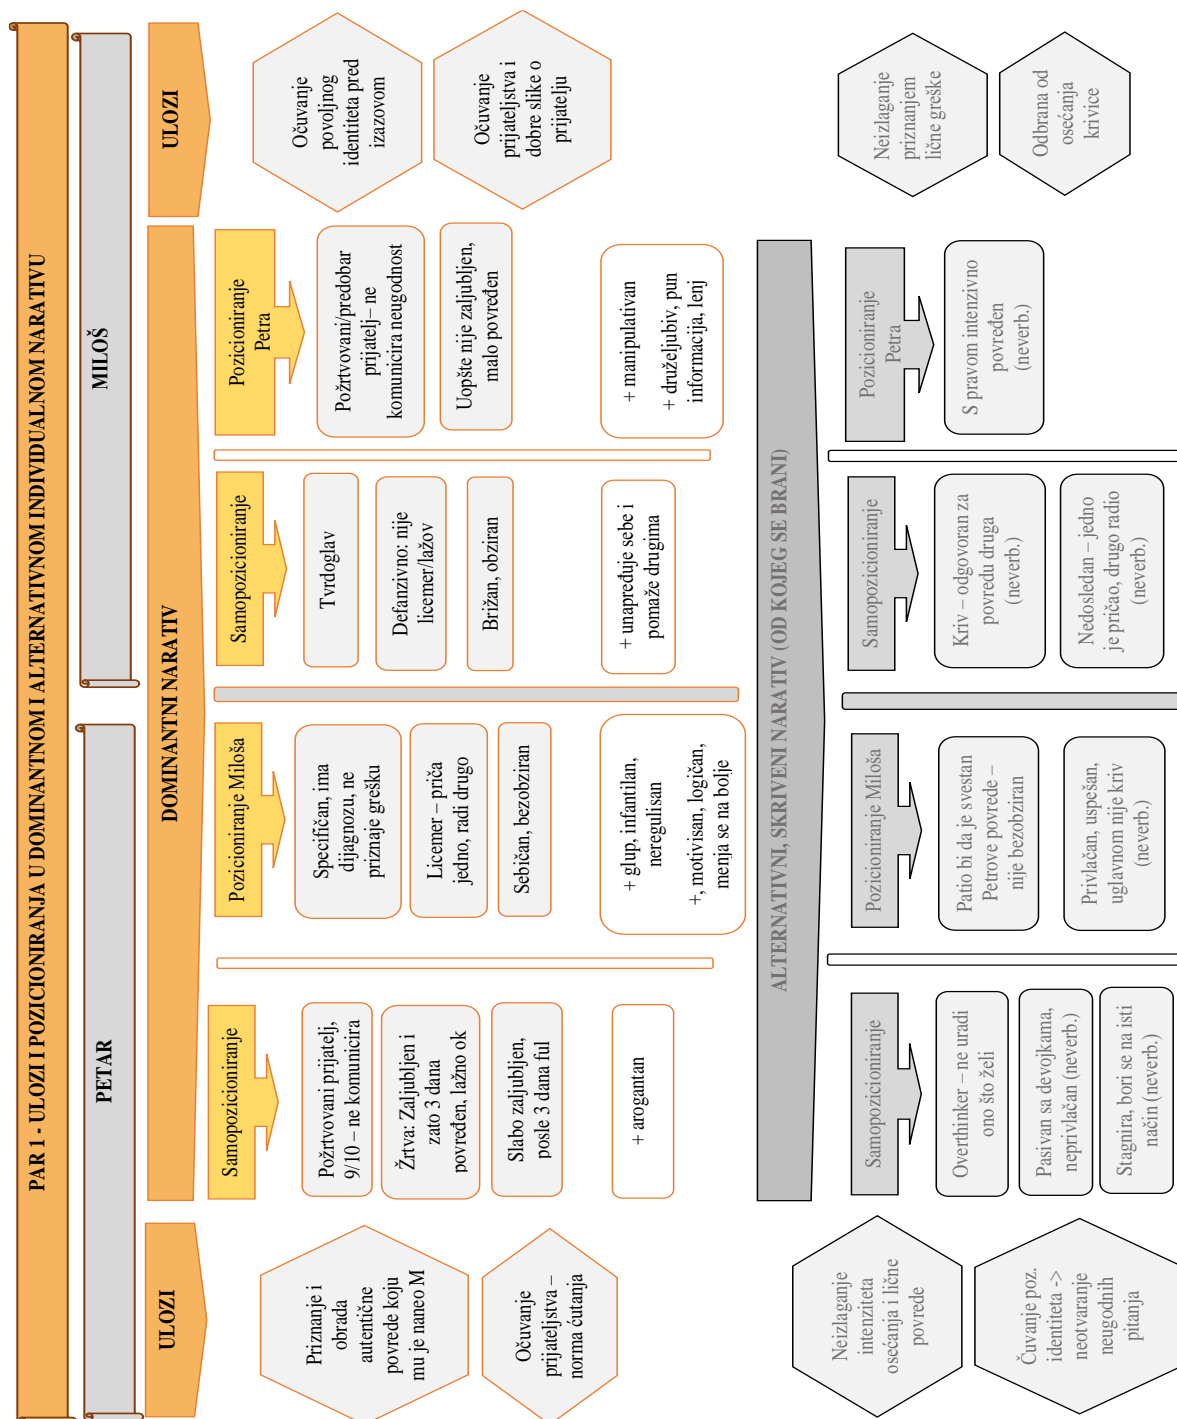 PAR 1 - ULOZI I POZICIONIRANJA U DOMINANTNOM I ALTERNATIVNOM INDIVIDUALNOM NARATIVU
PETAR
MILOŠ
ULOZI
DOMINANTNI NARATIV
ULOZI
Priznanje i
obrada
autentične
povrede koju
mu je naneo M
Očuvanje
prijateljstva –
norma ćutanja
Samopozicioniranje
Požrtvovani prijatelj,
9/10 – ne komunicira
Žrtva: Zaljubljen i
zato 3 dana
povređen, lažno ok
Slabo zaljubljen,
posle 3 dana ful
+ arogantan
Pozicioniranje Miloša
Specifičan, ima
dijagnozu, ne
priznaje grešku
Licemer – priča
jedno, radi drugo
Sebičan, bezobziran
+ glup, infantilan,
neregulisan
+, motivisan, logičan,
menja se na bolje
Samopozicioniranje
Tvrdoglav
Defanzivno: nije
licemer/lažov
Brižan, obziran
+ unapređuje sebe i
pomaže drugima
Pozicioniranje
Petra
Požrtvovani/predobar
prijatelj– ne
komunicira neugodnost
Uopšte nije zaljubljen,
malo povređen
+ manipulativan
+ druželjubiv, pun
informacija, lenj
Očuvanje
povoljnog
identiteta pred
izazovom
Očuvanje
prijateljstva i
dobre slike o
prijatelju
ALTERNATIVNI, SKRIVENI NARATIV (OD KOJEG SE BRANI)
Neizlaganje
intenziteta
osećanja i lične
povrede
Čuvanje poz.
identiteta ->
neotvaranje
neugodnih
pitanja
Samopozicioniranje
Overthinker – ne uradi
ono što želi
Pasivan sa devojkama,
neprivlačan (neverb.)
Stagnira, bori se na isti
način (neverb.)
Pozicioniranje Miloša
Patio bi da je svestan
Petrove povrede –
nije bezobziran
Privlačan, uspešan,
uglavnom nije kriv
(neverb.)
Samopozicioniranje
Kriv – odgovoran za
povredu druga
(neverb.)
Nedosledan – jedno
je pričao, drugo radio
(neverb.)
Pozicioniranje
Petra
S pravom intenzivno
povređen
(neverb.)
Neizlaganje
priznanjem
lične greške
Odbrana od
osećanja
krivice